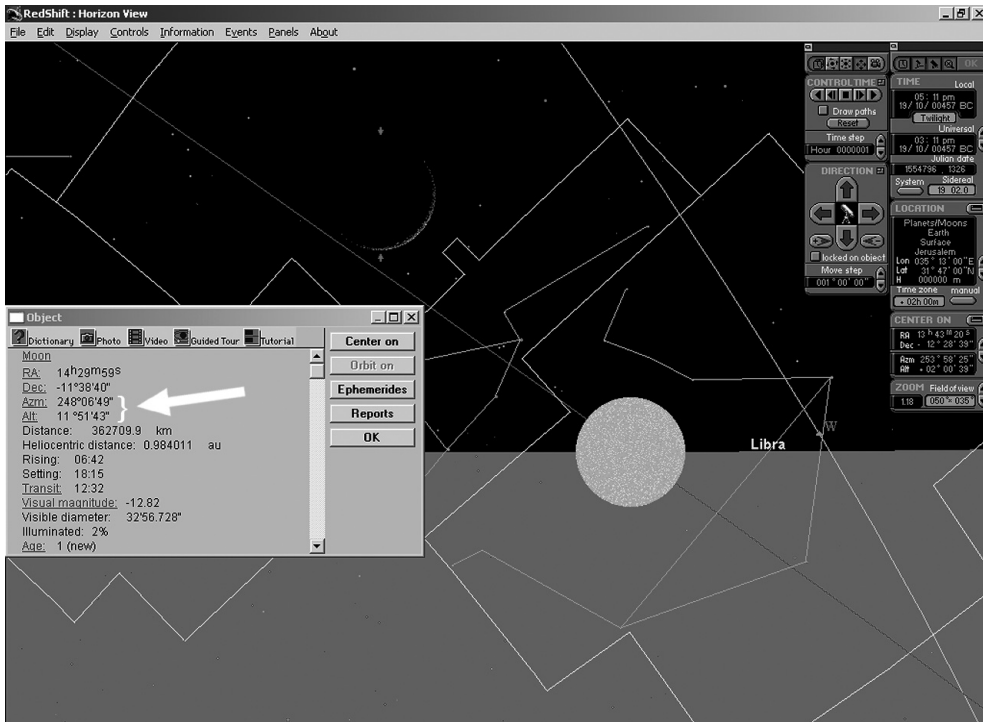 RedShift : Horizon View
File Edit Display Controls Information Events Panels About
CONTROL TIME
Draw paths
Reset
Time step
Hour 0000001
DIRECTION
locked on object
Move step
001° 00' 00"
OK
TIME Local
05: 11 pm
19/ 10/ 00457 BC
Twilight
Universal
03: 11 pm
19/ 10/ 00457 BC
Julian date
1554796 . 1326
System Sidereal
19 02.0
LOCATION
Planets/Moons
Earth
Surface
Jerusalem
Lon 035° 13' 00"E
Lat 31° 47' 00"N
H 000000 m
Time zone manual
+ 02h 00m
CENTER ON
RA 13h 43m 20s
Dec - 12° 28' 39"
Azm 253° 58' 25"
Alt + 02° 00' 39"
ZOOM Field of view
1.18 050°× 035°
W
Libra
Object
Dictionary Photo Video Guided Tour Tutorial
Moon
RA: 14h29m59s
Dec: -11°38'40"
Azm: 248°06'49"
Alt: 11°51'43"
Distance: 362709.9 km
Heliocentric distance: 0.984011 au
Rising: 06:42
Setting: 18:15
Transit: 12:32
Visual magnitude: -12.82
Visible diameter: 32'56.728"
Illuminated: 2%
Age: 1 (new)
Center on
Orbit on
Ephemerides
Reports
OK